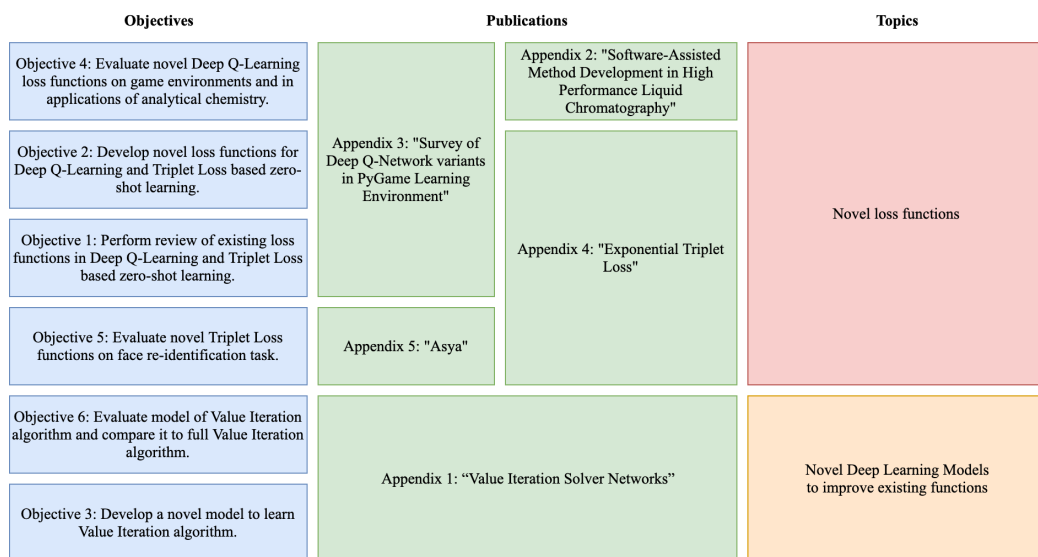 Objectives
Publications
Topics
Objective 4: Evaluate novel Deep Q-Learning
loss functions on game environments and in
applications of analytical chemistry.
Objective 2: Develop novel loss functions for
Deep Q-Learning and Triplet Loss based zero-
shot learning.
Objective 1: Perform review of existing loss
functions in Deep Q-Learning and Triplet Loss
based zero-shot learning.
Objective 5: Evaluate novel Triplet Loss
functions on face re-identification task.
Objective 6: Evaluate model of Value Iteration
algorithm and compare it to full Value Iteration
algorithm.
Objective 3: Develop a novel model to learn
Value Iteration algorithm.
Appendix 3: "Survey of
Deep Q-Network variants
in PyGame Learning
Environment"
Appendix 2: "Software-Assisted
Method Development in High
Performance Liquid
Chromatography"
Appendix 4: "Exponential Triplet
Loss"
Appendix 5: "Asya"
Appendix 1: “Value Iteration Solver Networks”
Novel loss functions
Novel Deep Learning Models
to improve existing functions